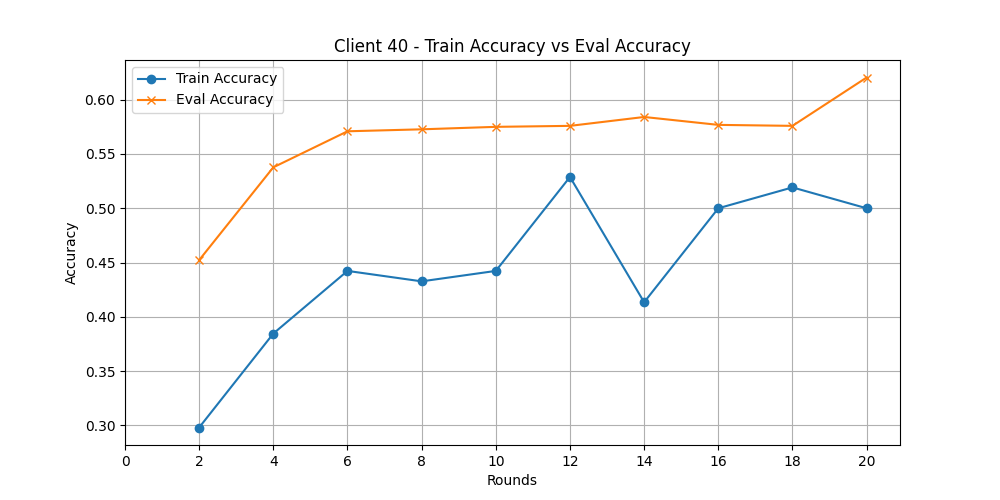 Client 40 - Train Accuracy vs Eval Accuracy
Train Accuracy
Eval Accuracy
0.60
0.55
0.50
0.45
0.40
0.35
0.30
Accuracy
0 2 4 6 8 10 12 14 16 18 20
Rounds